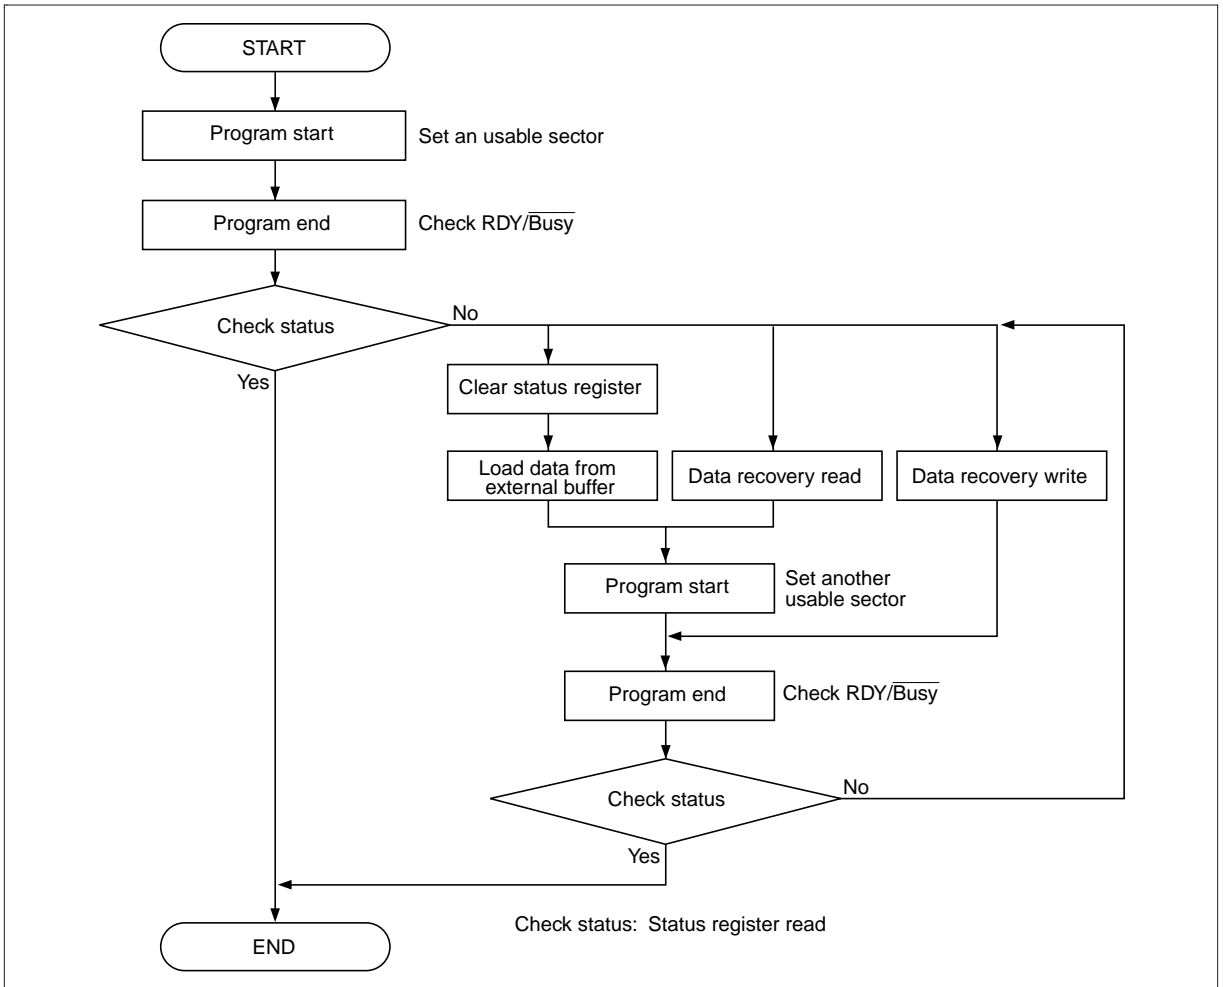 START
Program start
Set an usable sector
Program end
Check RDY/Busy
Check status
No
Yes
Clear status register
Load data from
external buffer
Data recovery read
Data recovery write
Program start
Set another
usable sector
Program end
Check RDY/Busy
Check status
No
Yes
Check status: Status register read
END